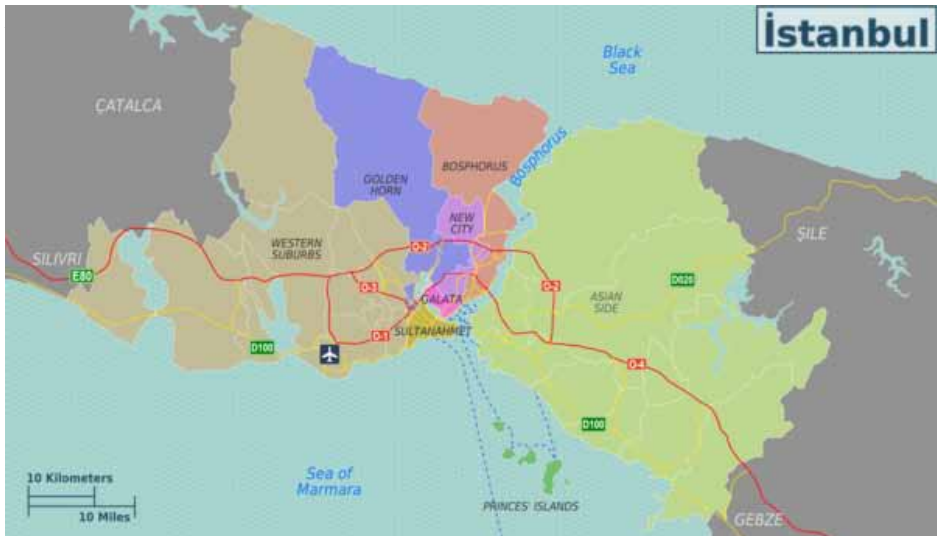 İstanbul
Black
Sea
ÇATALCA
Bosphorus
BOSPHORUS
GOLDEN
HORN
NEW
CITY
WESTERN
SUBURBS
O-2
ŞILE
SILIVRI
E80
D020
O-3
O-2
GALATA
ASIAN
SIDE
SULTANAHMET
O-1
D100
O-4
D100
Sea of
Marmara
10 Kilometers
10 Miles
PRINCES' ISLANDS
GEBZE